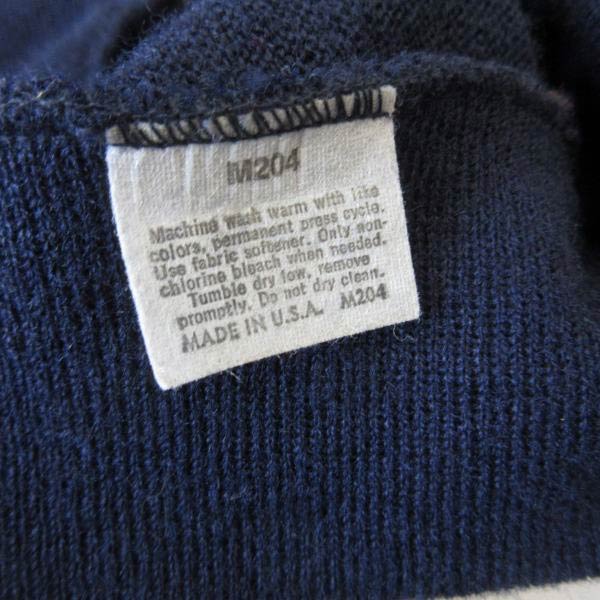 M204
Machine wash warm with like
colors, permanent press cycle.
Use fabric softener. Only non-
chlorine bleach when needed.
Tumble dry low, remove
promptly. Do not dry clean.
MADE IN U.S.A. M204